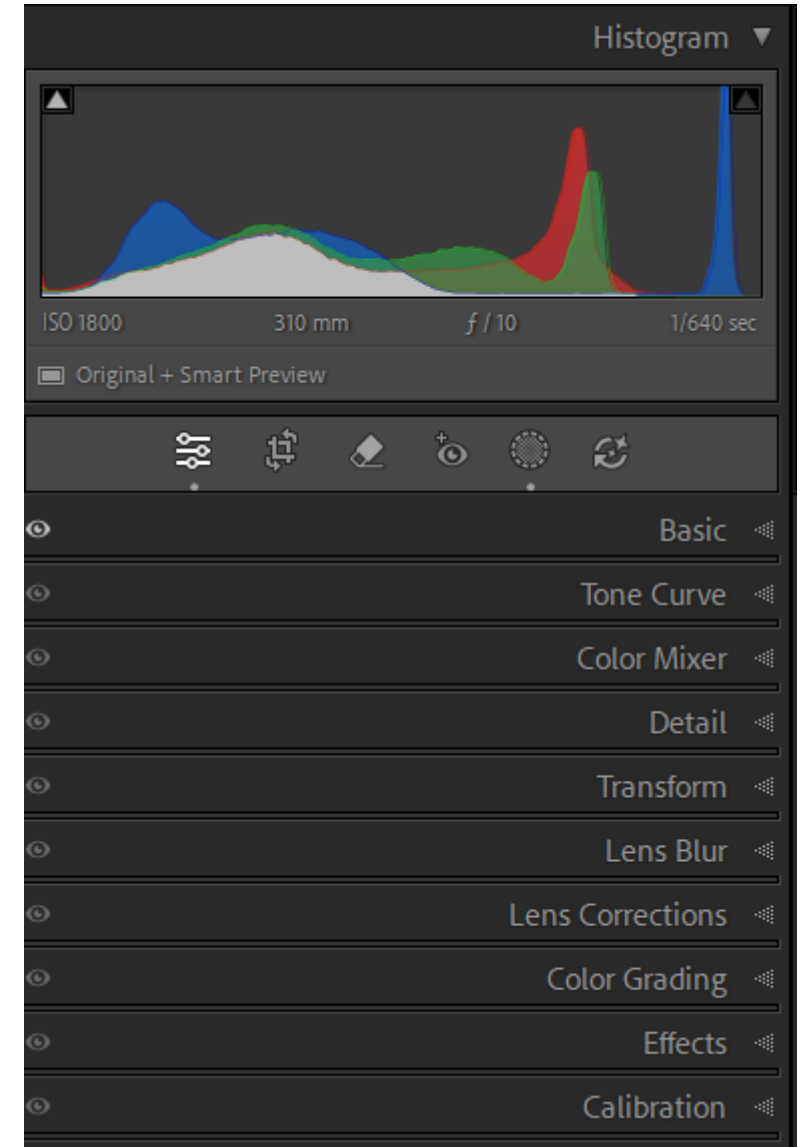 Histogram
ISO 1800 310 mm ƒ / 10 1/640 sec
Original + Smart Preview
Basic
Tone Curve
Color Mixer
Detail
Transform
Lens Blur
Lens Corrections
Color Grading
Effects
Calibration